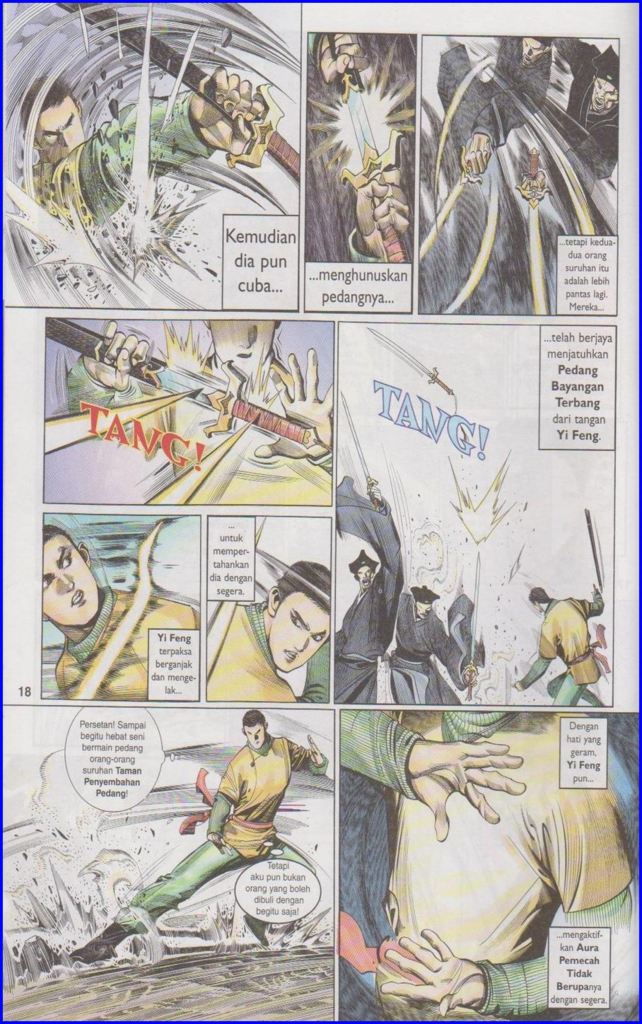 Kemudian
dia pun
cuba...
...menghunuskan
pedangnya...
...tetapi kedua-
dua orang
suruhan itu
adalah lebih
pantas lagi.
Mereka...
TANG!
...telah berjaya
menjatuhkan
Pedang
Bayangan
Terbang
dari tangan
Yi Feng.
TANG!
Yi Feng
terpaksa
berganjak
dan menge-
lak...
...
untuk
memper-
tahankan
dia dengan
segera.
18
Persetan! Sampai
begitu hebat seni
bermain pedang
orang-orang
suruhan Taman
Penyembahan
Pedang!
Tetapi
aku pun bukan
orang yang boleh
dibuli dengan
begitu saja!
Dengan
hati yang
geram,
Yi Feng
pun...
...mengaktif-
kan Aura
Pemecah
Tidak
Berupanya
dengan segera.